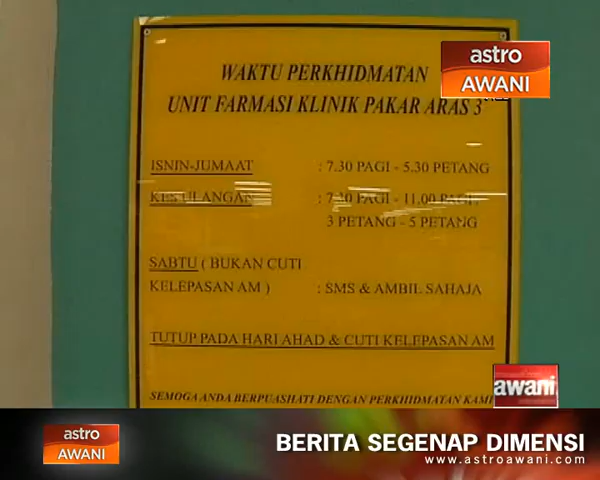 astro
AWANI
WAKTU PERKHIDMATAN
UNIT FARMASI KLINIK PAKAR ARAS 3
ISNIN-JUMAAT : 7.30 PAGI - 5.30 PETANG
: 7.30 PAGI - 11.00 PAGI
3 PETANG - 5 PETANG
SABTU ( BUKAN CUTI
KELEPASAN AM ) : SMS & AMBIL SAHAJA
TUTUP PADA HARI AHAD & CUTI KELEPASAN AM
SEMOGA ANDA BERPUASHATI DENGAN PERKHIDMATAN KAMI
awani
astro
AWANI
BERITA SEGENAP DIMENSI
www.astroawani.com